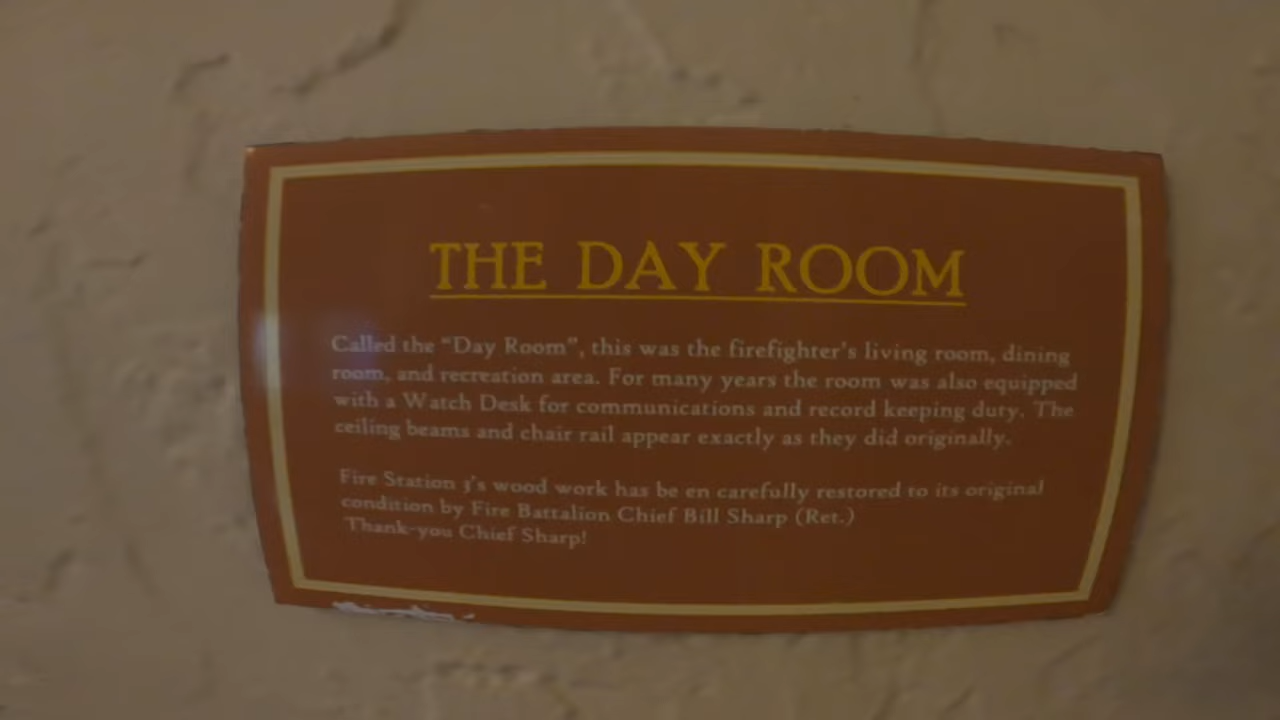 THE DAY ROOM
Called the "Day Room", this was the firefighter's living room, dining
room, and recreation area. For many years the room was also equipped
with a Watch Desk for communications and record keeping duty. The
ceiling beams and chair rail appear exactly as they did originally.
Fire Station 3's wood work has be en carefully restored to its original
condition by Fire Battalion Chief Bill Sharp (Ret.)
Thank-you Chief Sharp!